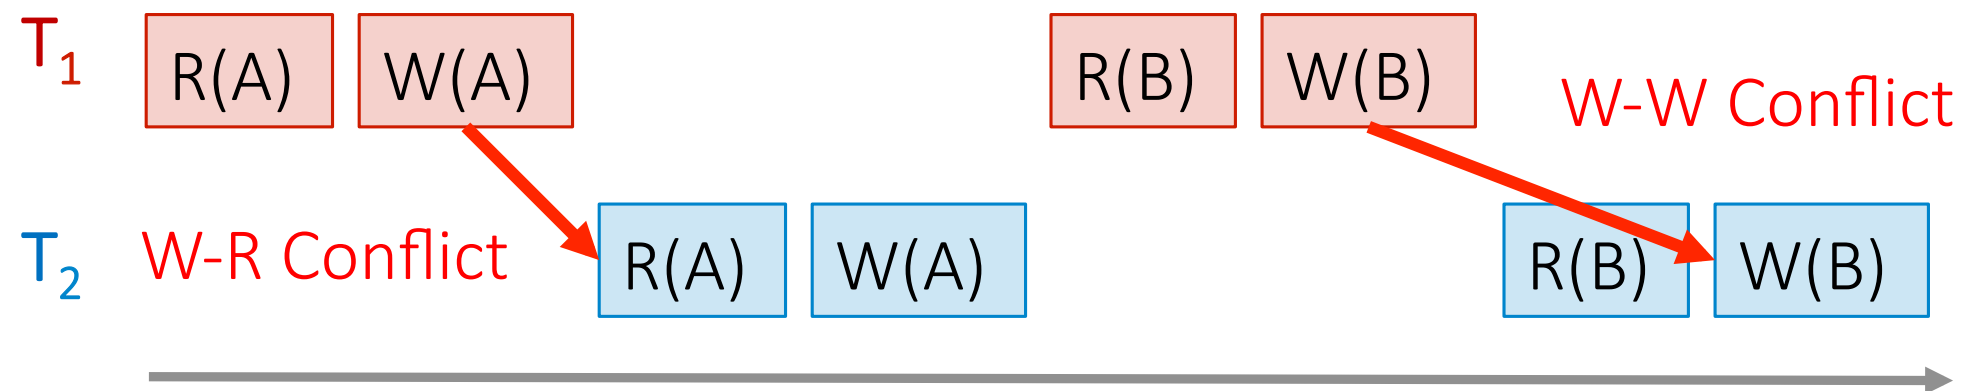 T1 R(A) W(A) R(B) W(B) W-W Conflict
T2 W-R Conflict R(A) W(A) R(B) W(B)